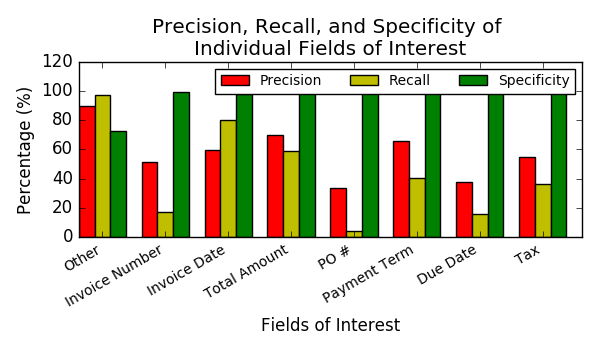 Precision, Recall, and Specificity of
Individual Fields of Interest
Precision Recall Specificity
Percentage (%)
120
100
80
60
40
20
0
Other
Invoice Number
Invoice Date
Total Amount
PO #
Payment Term
Due Date
Tax
Fields of Interest